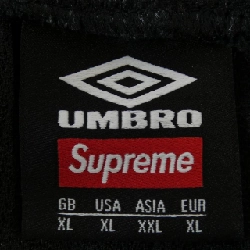 UMBRO
Supreme
GB USA ASIA EUR
XL XL XXL XL